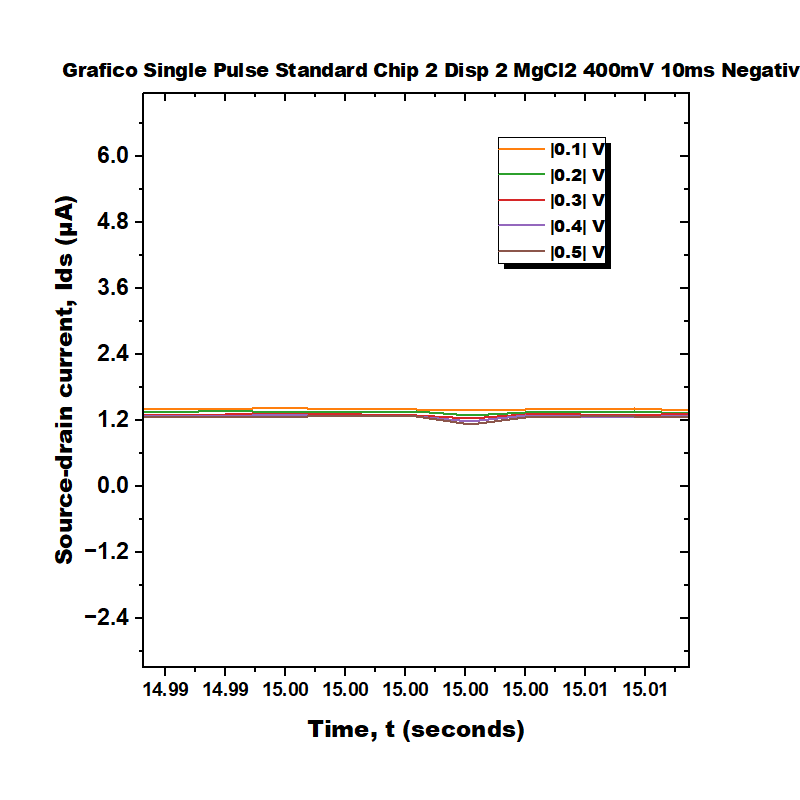 Grafico Single Pulse Standard Chip 2 Disp 2 MgCl2 400mV 10ms Negativ
|0.1| V
|0.2| V
|0.3| V
|0.4| V
|0.5| V
6.0
4.8
3.6
2.4
1.2
0.0
−1.2
−2.4
Source-drain current, Ids (μA)
14.99 14.99 15.00 15.00 15.00 15.00 15.00 15.01 15.01
Time, t (seconds)